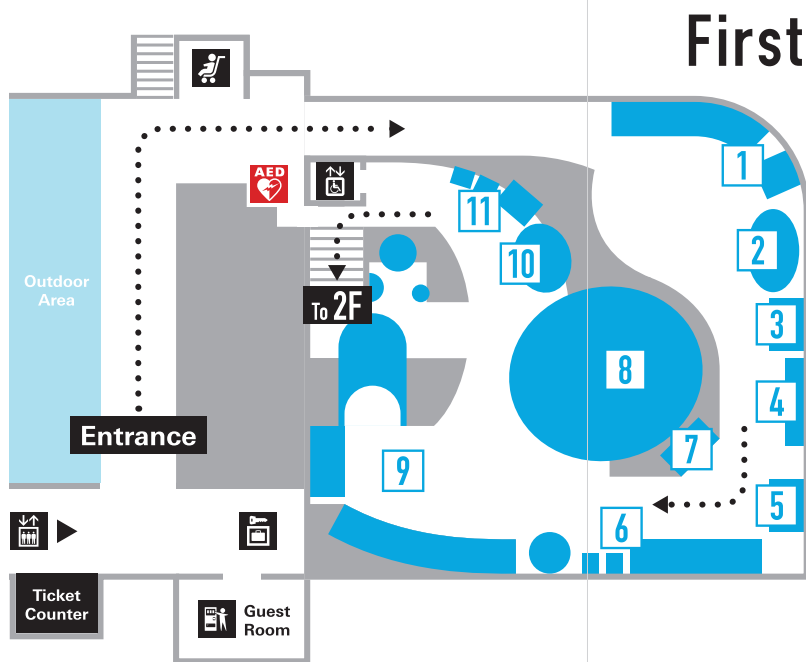 First
AED
1
11
2
10
Outdoor
Area
To 2F
3
8
4
Entrance
7
9
5
6
Ticket
Counter
Guest
Room